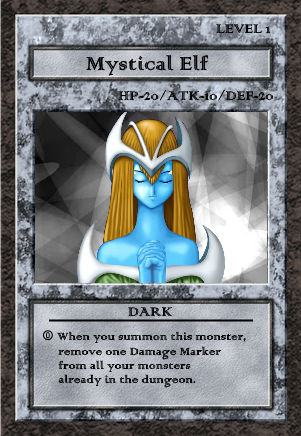 LEVEL 1
Mystical Elf
HP-20/ATK-10/DEF-20
DARK
When you summon this monster,
remove one Damage Marker
from all your monsters
already in the dungeon.